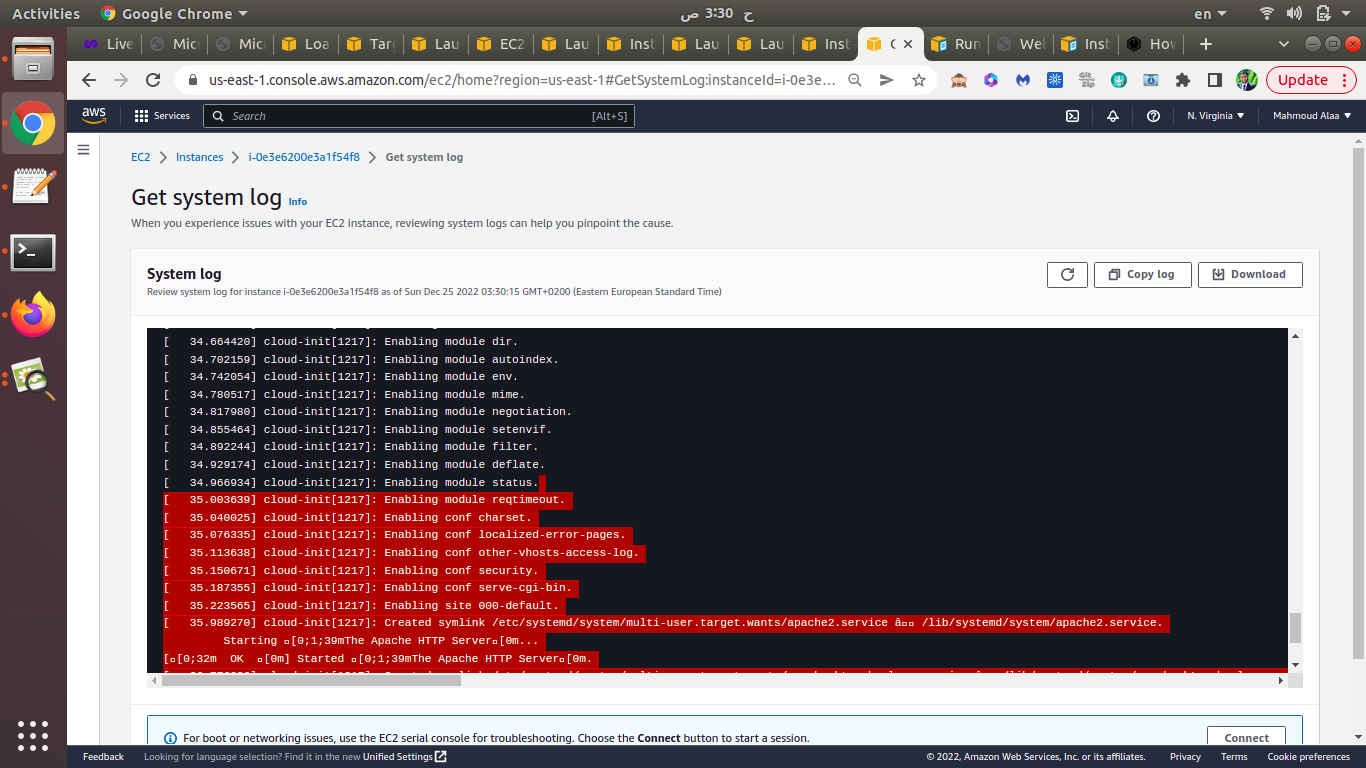 Activities
Google Chrome
ح 3:30 ص
en
Live
Mic
Mic
Loa
Tar
Lau
EC2
Lau
Inst
Lau
Lau
Inst
Run
Wel
Inst
How
us-east-1.console.aws.amazon.com/ec2/home?region=us-east-1#GetSystemLog:instanceId=i-0e3e...
Git
Zip
Update
aws
Services
Search
[Alt+S]
N. Virginia
Mahmoud Alaa
EC2
Instances
i-0e3e6200e3a1f54f8
Get system log
Get system log Info
When you experience issues with your EC2 instance, reviewing system logs can help you pinpoint the cause.
System log
Review system log for instance i-0e3e6200e3a1f54f8 as of Sun Dec 25 2022 03:30:15 GMT+0200 (Eastern European Standard Time)
Copy log
Download
[ 34.664420] cloud-init[1217]: Enabling module dir.
[ 34.702159] cloud-init[1217]: Enabling module autoindex.
[ 34.742054] cloud-init[1217]: Enabling module env.
[ 34.780517] cloud-init[1217]: Enabling module mime.
[ 34.817980] cloud-init[1217]: Enabling module negotiation.
[ 34.855464] cloud-init[1217]: Enabling module setenvif.
[ 34.892244] cloud-init[1217]: Enabling module filter.
[ 34.929174] cloud-init[1217]: Enabling module deflate.
[ 34.966934] cloud-init[1217]: Enabling module status.
[ 35.003639] cloud-init[1217]: Enabling module reqtimeout.
[ 35.040025] cloud-init[1217]: Enabling conf charset.
[ 35.076335] cloud-init[1217]: Enabling conf localized-error-pages.
[ 35.113638] cloud-init[1217]: Enabling conf other-vhosts-access-log.
[ 35.150671] cloud-init[1217]: Enabling conf security.
[ 35.187355] cloud-init[1217]: Enabling conf serve-cgi-bin.
[ 35.223565] cloud-init[1217]: Enabling site 000-default.
[ 35.989270] cloud-init[1217]: Created symlink /etc/systemd/system/multi-user.target.wants/apache2.service â /lib/systemd/system/apache2.service.
Starting [0;1;39mThe Apache HTTP Server[0m...
[[0;32m OK [0m] Started [0;1;39mThe Apache HTTP Server[0m.
For boot or networking issues, use the EC2 serial console for troubleshooting. Choose the Connect button to start a session.
Connect
Feedback
Looking for language selection? Find it in the new Unified Settings
© 2022, Amazon Web Services, Inc. or its affiliates.
Privacy
Terms
Cookie preferences